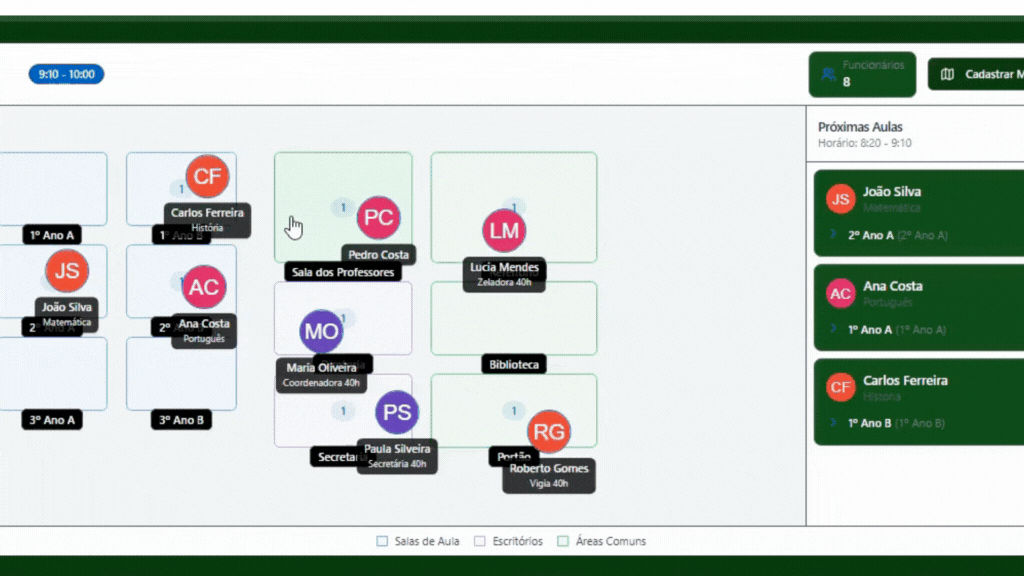 9:10 - 10:00
Funcionários
8
Cadastrar M
Próximas Aulas
Horário: 8:20 - 9:10
1
CF
Carlos Ferreira
História
1º Ano A
1º Ano B
1
PC
Pedro Costa
Sala dos Professores
1
LM
Lucia Mendes
Zeladora 40h
JS
João Silva
Matemática
2º Ano A
1
AC
Ana Costa
Português
2º
1
MO
Maria Oliveira
Coordenadora 40h
Biblioteca
3º Ano A
3º Ano B
1
PS
Paula Silveira
Secretária 40h
Secretaria
1
RG
Portão
Roberto Gomes
Vigia 40h
JS
João Silva
Matemática
2º Ano A (2º Ano A)
AC
Ana Costa
Português
1º Ano A (1º Ano A)
CF
Carlos Ferreira
História
1º Ano B (1º Ano B)
Salas de Aula
Escritórios
Áreas Comuns